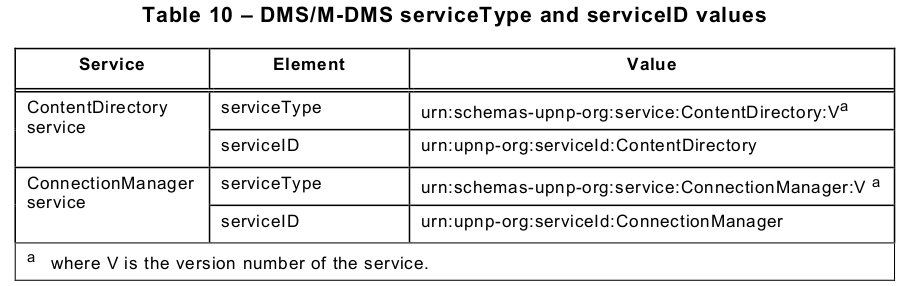 Table 10 – DMS/M-DMS serviceType and serviceID values
Service Element Value
ContentDirectory service serviceType urn:schemas-upnp-org:service:ContentDirectory:Va
serviceID urn:upnp-org:serviceId:ContentDirectory
ConnectionManager service serviceType urn:schemas-upnp-org:service:ConnectionManager:V a
serviceID urn:upnp-org:serviceId:ConnectionManager
a where V is the version number of the service.